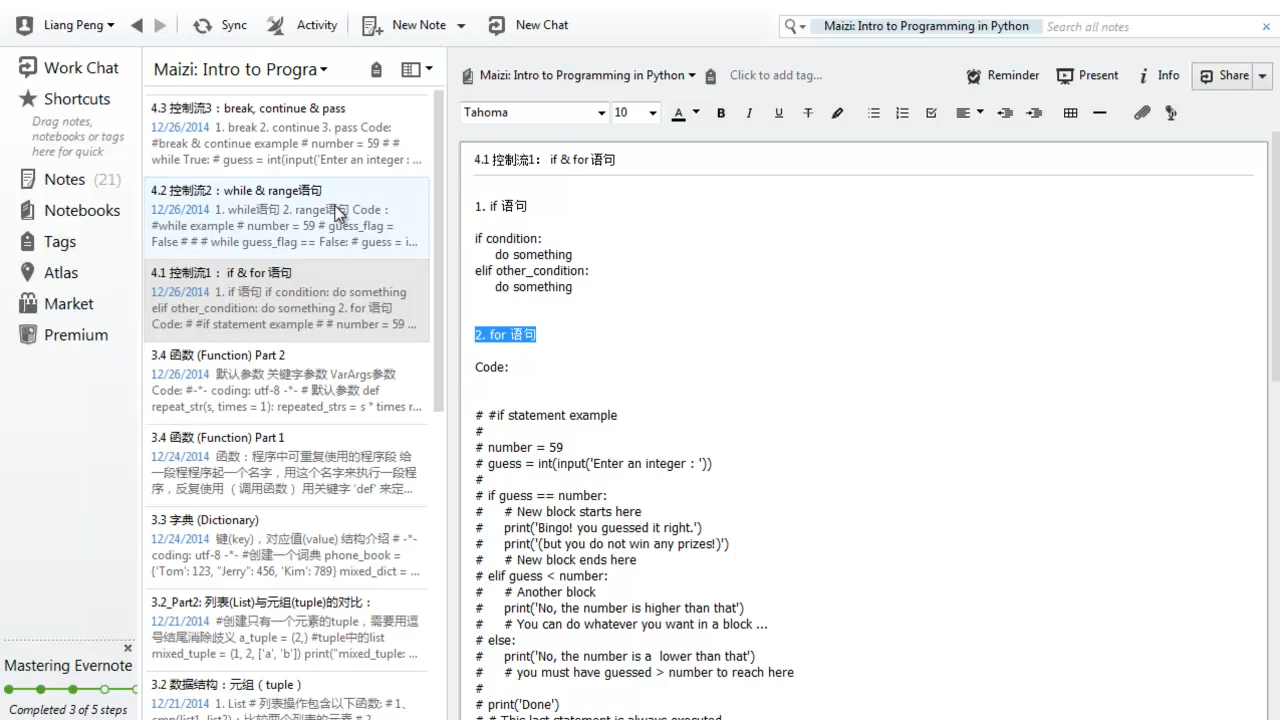 Liang Peng
Sync
Activity
New Note
New Chat
Maizi: Intro to Programming in Python
Search all notes
Work Chat
Shortcuts
Drag notes,
notebooks or tags
here for quick
Notes (21)
Notebooks
Tags
Atlas
Market
Premium
Mastering Evernote
Completed 3 of 5 steps
Maizi: Intro to Progra
4.3 控制流3：break, continue & pass
12/26/2014 1. break 2. continue 3. pass Code:
#break & continue example # number = 59 # #
while True: # guess = int(input('Enter an integer : ...
4.2 控制流2：while & range语句
12/26/2014 1. while语句 2. range语句 Code :
#while example # number = 59 # guess_flag =
False # # # while guess_flag == False: # guess = i...
4.1 控制流1： if & for 语句
12/26/2014 1. if 语句 if condition: do something
elif other_condition: do something 2. for 语句
Code: # #if statement example # # number = 59 ...
3.4 函数 (Function) Part 2
12/26/2014 默认参数 关键字参数 VarArgs参数
Code: #-*- coding: utf-8 -*- # 默认参数 def
repeat_str(s, times = 1): repeated_strs = s * times r...
3.4 函数 (Function) Part 1
12/24/2014 函数：程序中可重复使用的程序段 给
一段程程序起一个名字，用这个名字来执行一段程
序，反复使用 （调用函数）用关键字 'def' 来定...
3.3 字典 (Dictionary)
12/24/2014 键(key)，对应值(value) 结构介绍 # -*-
coding: utf-8 -*- #创建一个词典 phone_book =
{'Tom': 123, "Jerry": 456, 'Kim': 789} mixed_dict = ...
3.2_Part2: 列表(List)与元组(tuple)的对比：
12/21/2014 #创建只有一个元素的tuple，需要用逗
号结尾消除歧义 a_tuple = (2,) #tuple中的list
mixed_tuple = (1, 2, ['a', 'b']) print("mixed_tuple: ...
3.2 数据结构：元组（tuple）
12/21/2014 1. List # 列表操作包含以下函数: # 1、
cmp(list1, list2)：比较两个列表的元素 # 2、
Maizi: Intro to Programming in Python
Click to add tag...
Reminder
Present
Info
Share
Tahoma
10
A
B
I
U
T
4.1 控制流1： if & for 语句
1. if 语句
if condition:
do something
elif other_condition:
do something
2. for 语句
Code:
# #if statement example
#
# number = 59
# guess = int(input('Enter an integer : '))
#
# if guess == number:
# # New block starts here
# print('Bingo! you guessed it right.')
# print('(but you do not win any prizes!)')
# # New block ends here
# elif guess < number:
# # Another block
# print('No, the number is higher than that')
# # You can do whatever you want in a block ...
# else:
# print('No, the number is a  lower than that')
# # you must have guessed > number to reach here
#
# print('Done')
# # This last statement is always executed